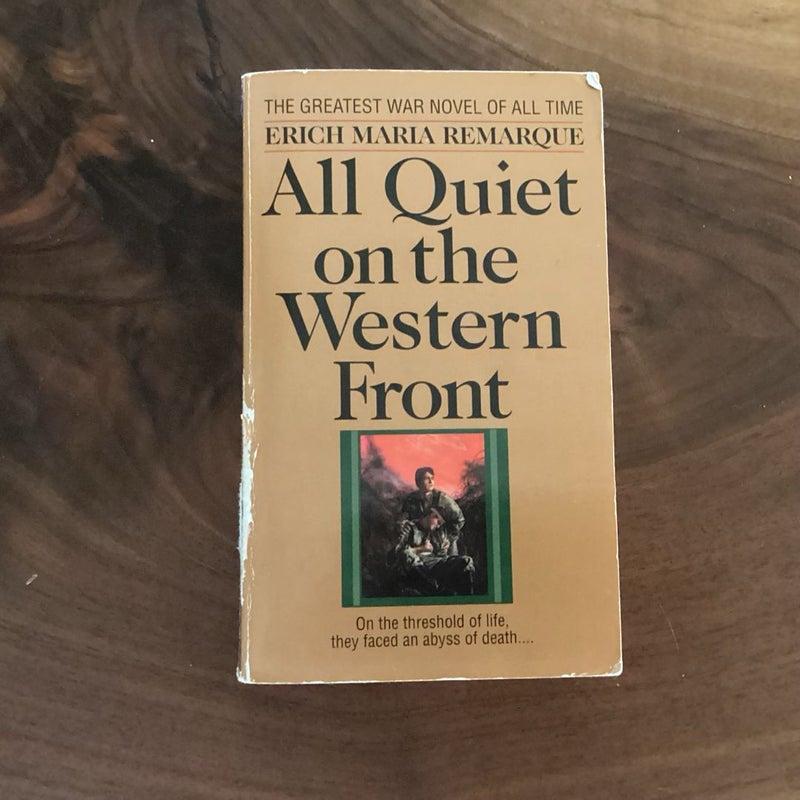 THE GREATEST WAR NOVEL OF ALL TIME
ERICH MARIA REMARQUE
All Quiet
on the
Western
Front
On the threshold of life,
they faced an abyss of death....